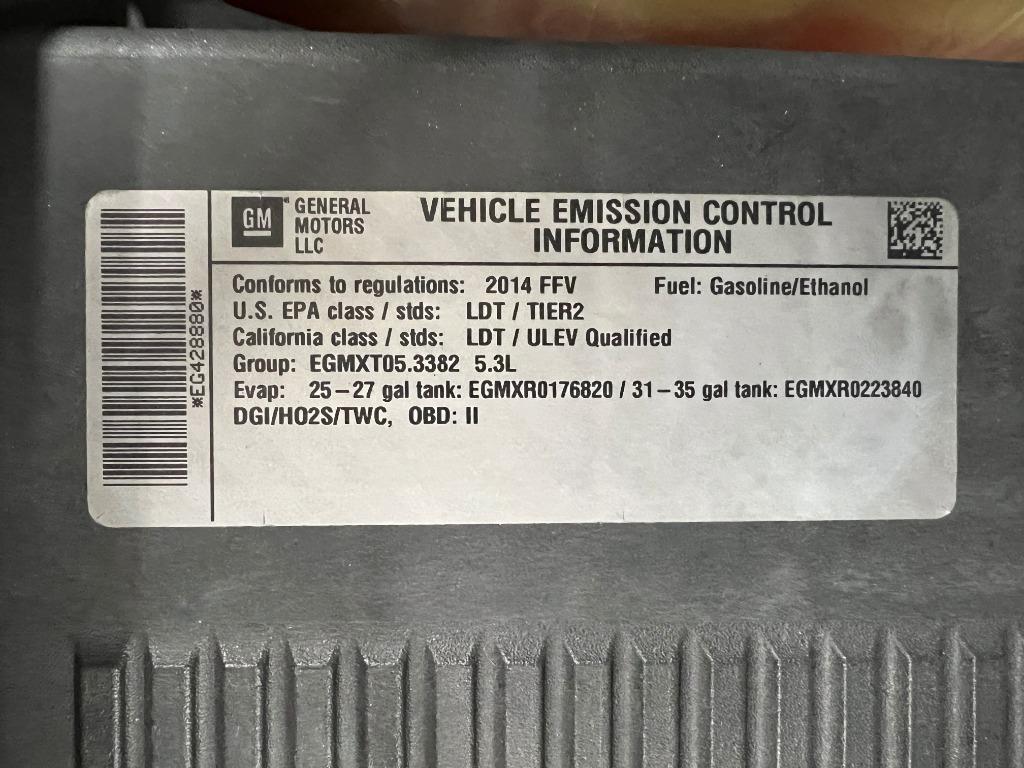 *EG428880*
GM
GENERAL
MOTORS
LLC
VEHICLE EMISSION CONTROL
INFORMATION
Conforms to regulations: 2014 FFV Fuel: Gasoline/Ethanol
U.S. EPA class / stds: LDT / TIER2
California class / stds: LDT / ULEV Qualified
Group: EGMXT05.3382 5.3L
Evap: 25–27 gal tank: EGMXR0176820 / 31–35 gal tank: EGMXR0223840
DGI/HO2S/TWC, OBD: II